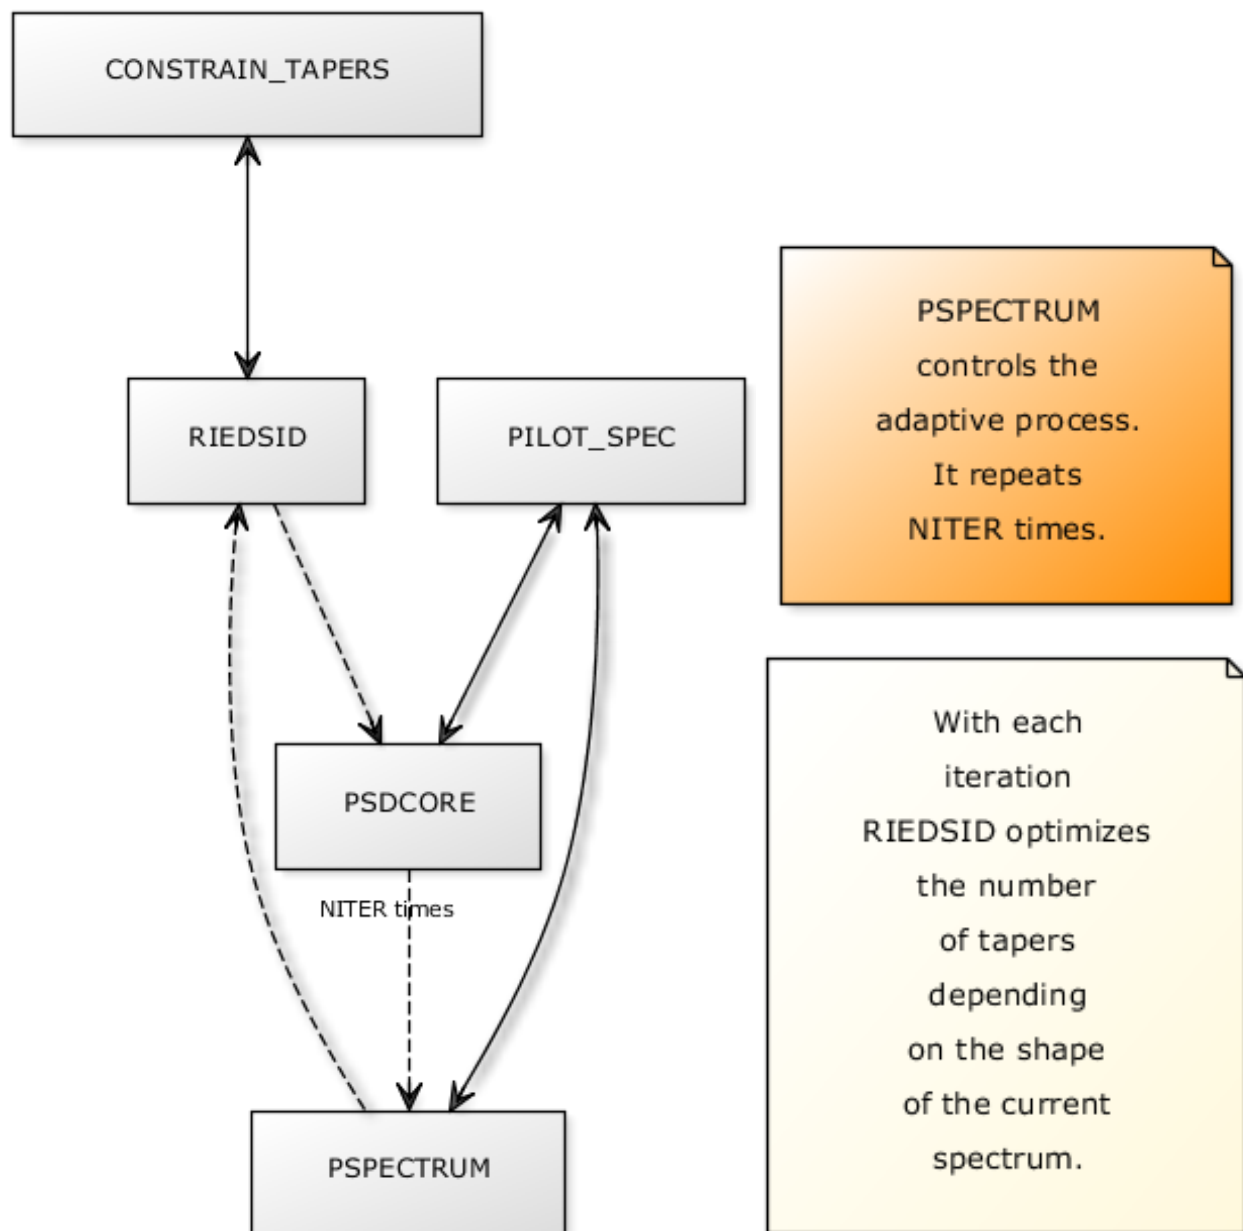 CONSTRAIN_TAPERS
RIEDSID
PILOT_SPEC
PSDCORE
NITER times
PSPECTRUM
PSPECTRUM
controls the
adaptive process.
It repeats
NITER times.
With each
iteration
RIEDSID optimizes
the number
of tapers
depending
on the shape
of the current
spectrum.